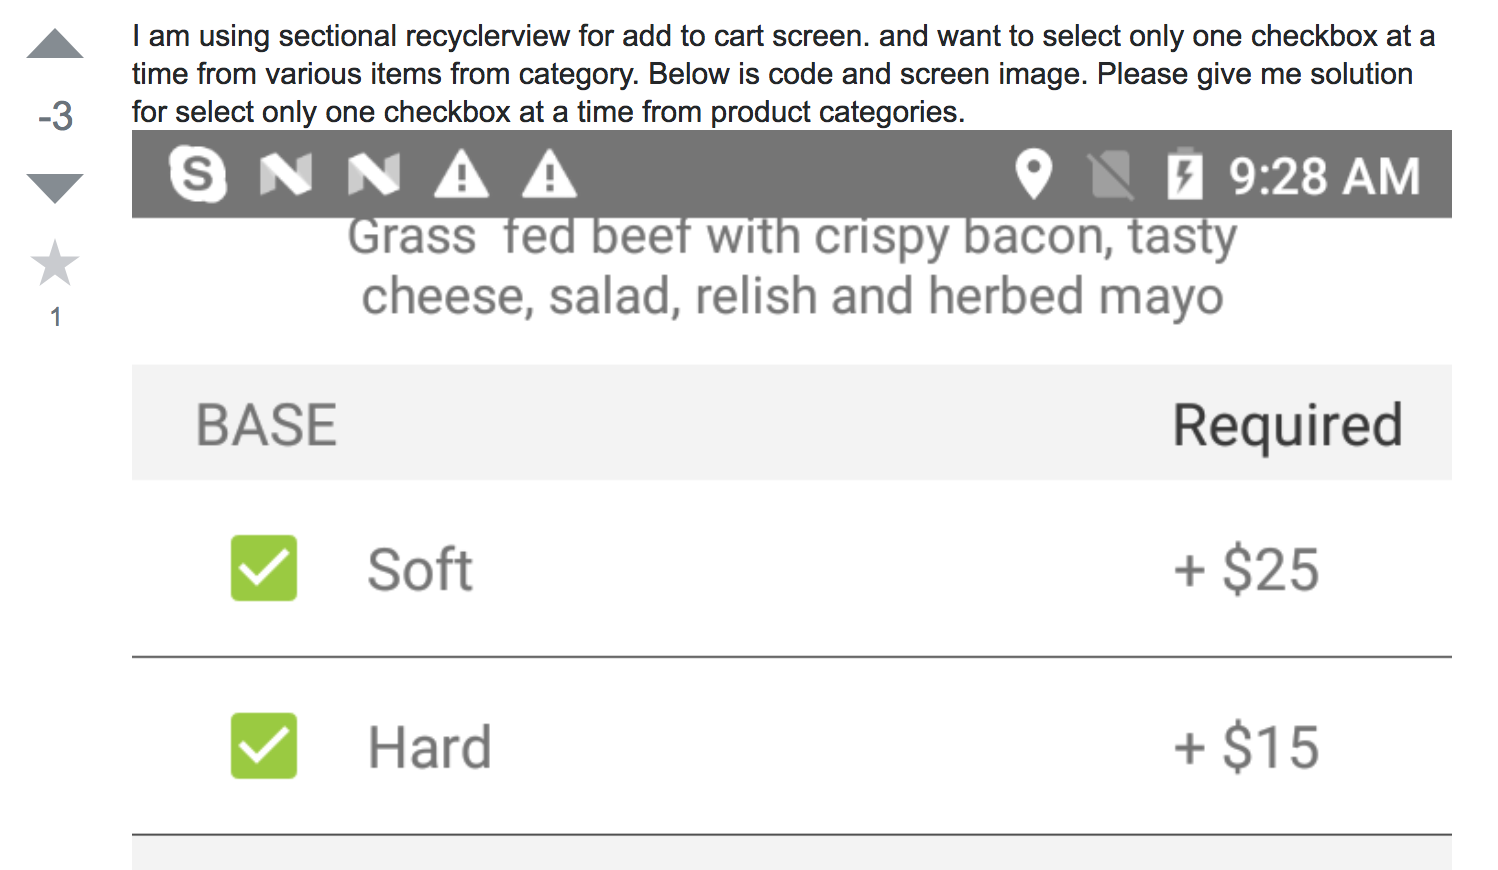 I am using sectional recyclerview for add to cart screen. and want to select only one checkbox at a
time from various items from category. Below is code and screen image. Please give me solution
for select only one checkbox at a time from product categories.
-3
1
S N N 9:28 AM
Grass  fed beef with crispy bacon, tasty
cheese, salad, relish and herbed mayo
BASE Required
Soft + $25
Hard + $15